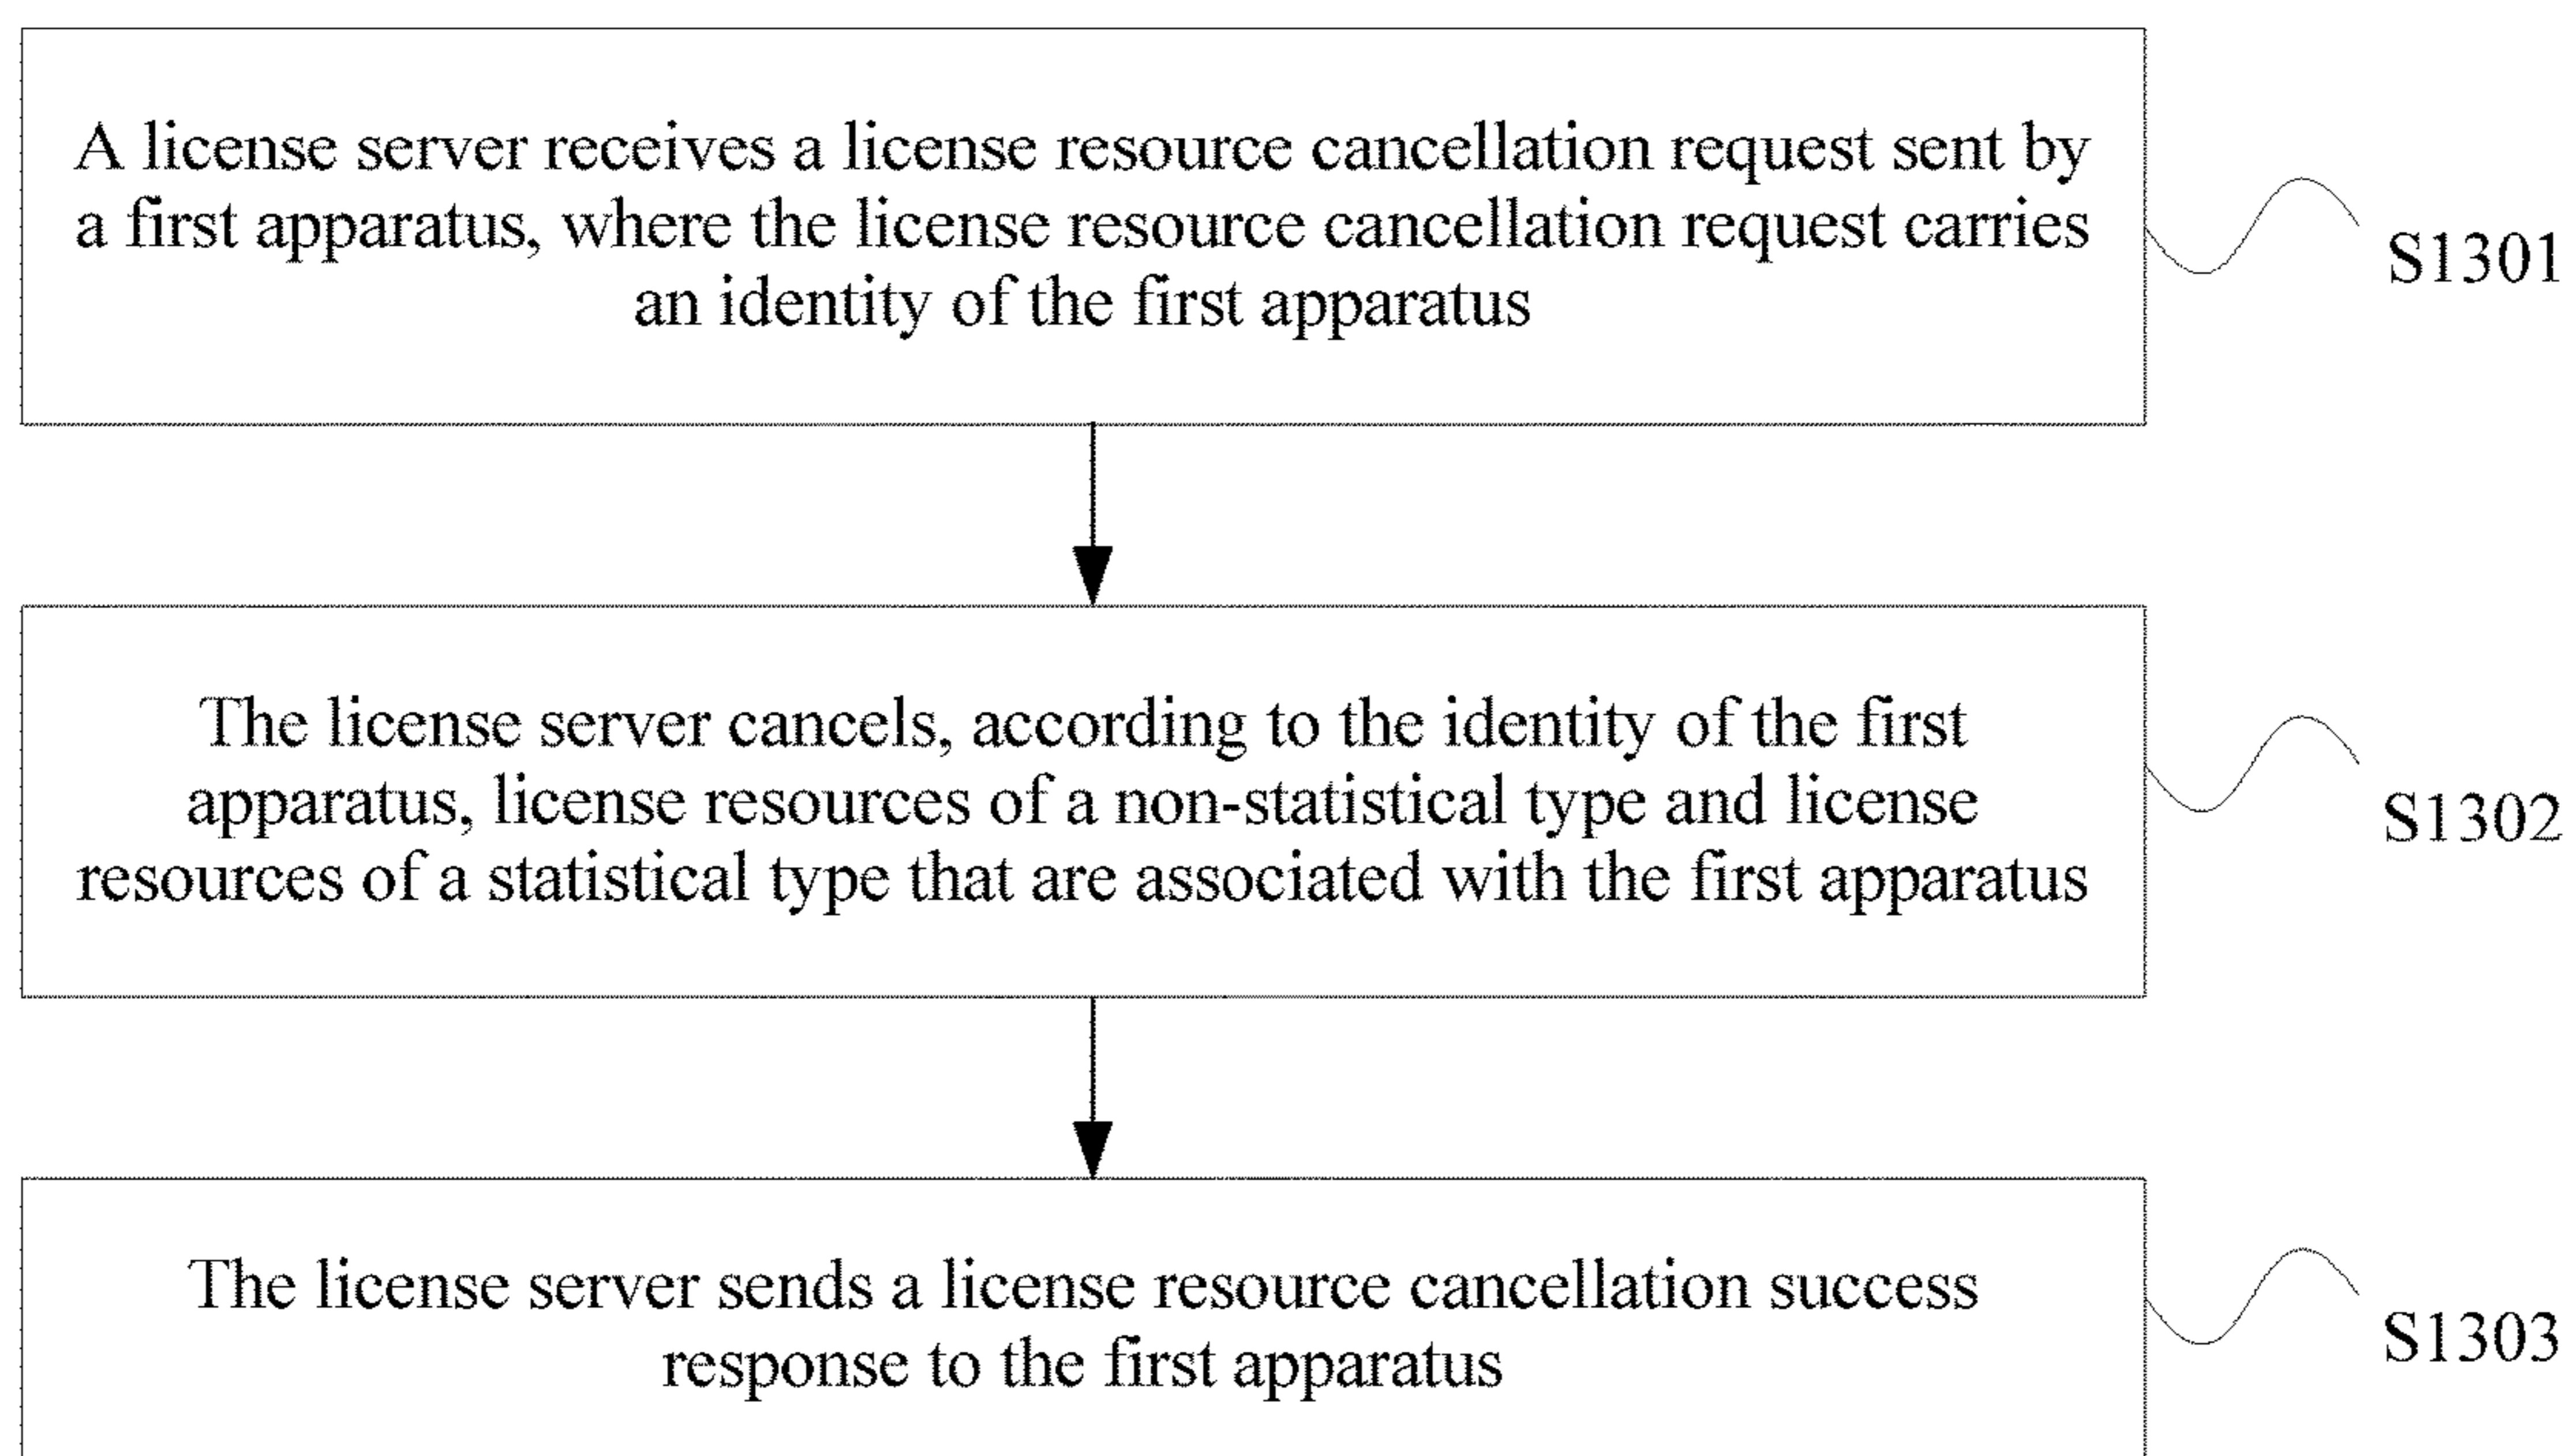 A license server receives a license resource cancellation request sent by
a first apparatus, where the license resource cancellation request carries
an identity of the first apparatus
S1301
The license server cancels, according to the identity of the first
apparatus, license resources of a non-statistical type and license
resources of a statistical type that are associated with the first apparatus
S1302
The license server sends a license resource cancellation success
response to the first apparatus
S1303